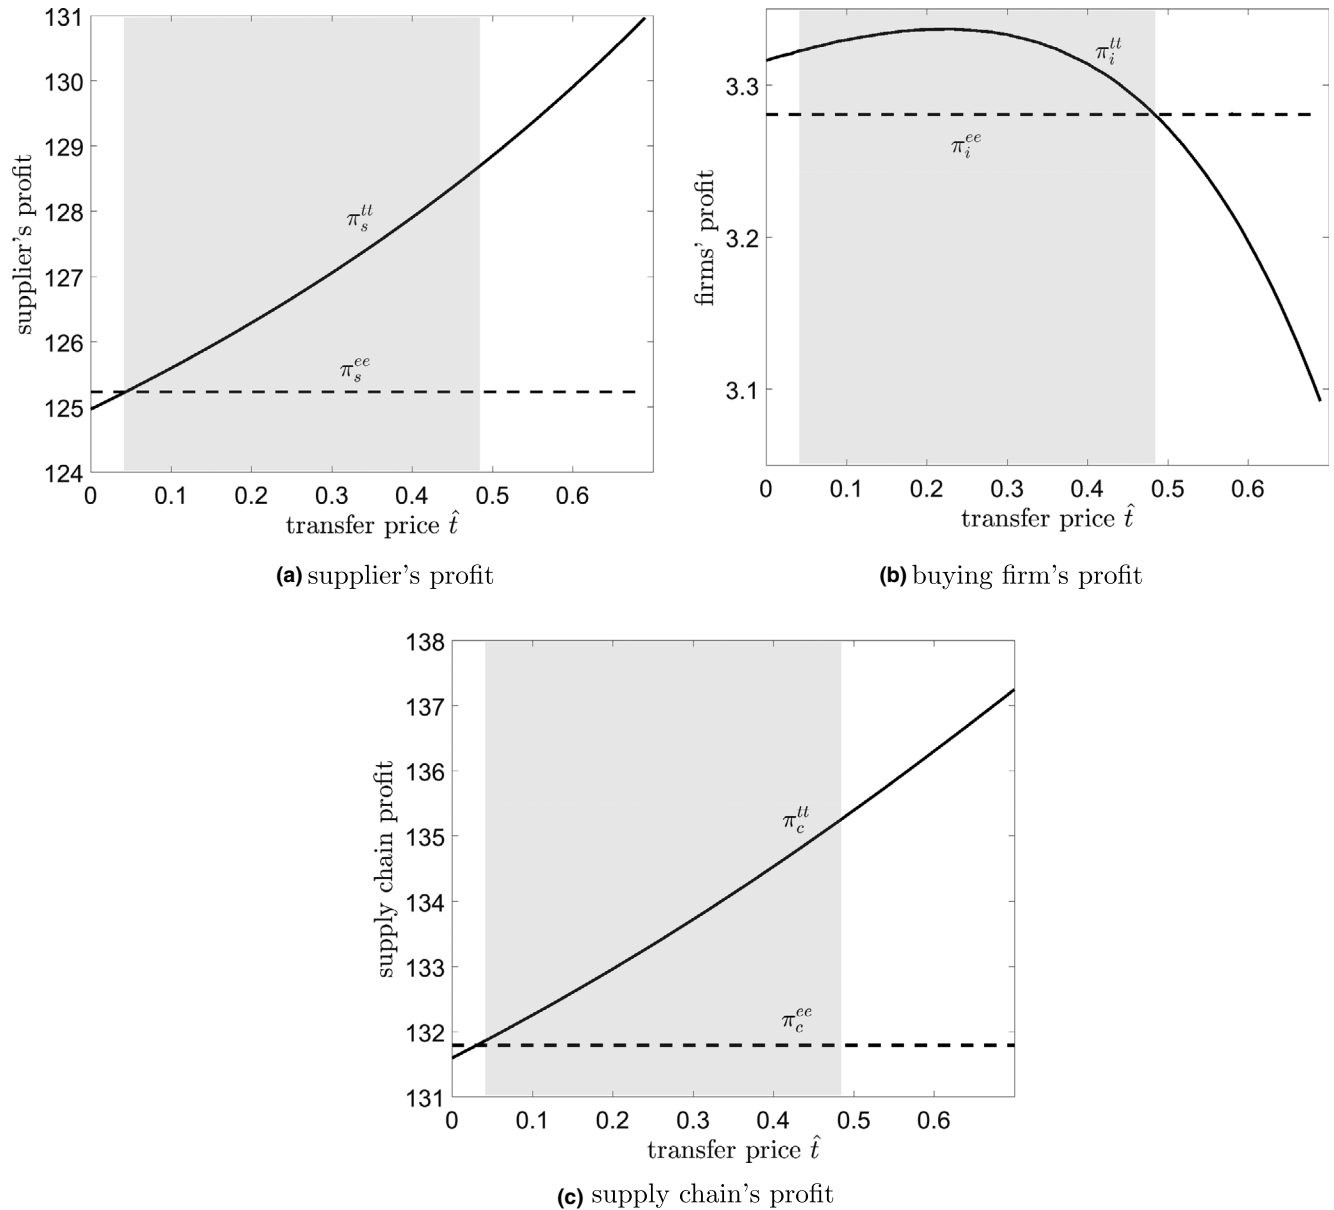 131
130
129
128
127
126
125
124
supplier's profit
π_s^{tt}
π_s^{ee}
0 0.1 0.2 0.3 0.4 0.5 0.6
transfer price t̂
(a) supplier's profit
3.3
3.2
3.1
firms' profit
π_i^{tt}
π_i^{ee}
0 0.1 0.2 0.3 0.4 0.5 0.6
transfer price t̂
(b) buying firm's profit
138
137
136
135
134
133
132
131
supply chain profit
π_c^{tt}
π_c^{ee}
0 0.1 0.2 0.3 0.4 0.5 0.6
transfer price t̂
(c) supply chain's profit